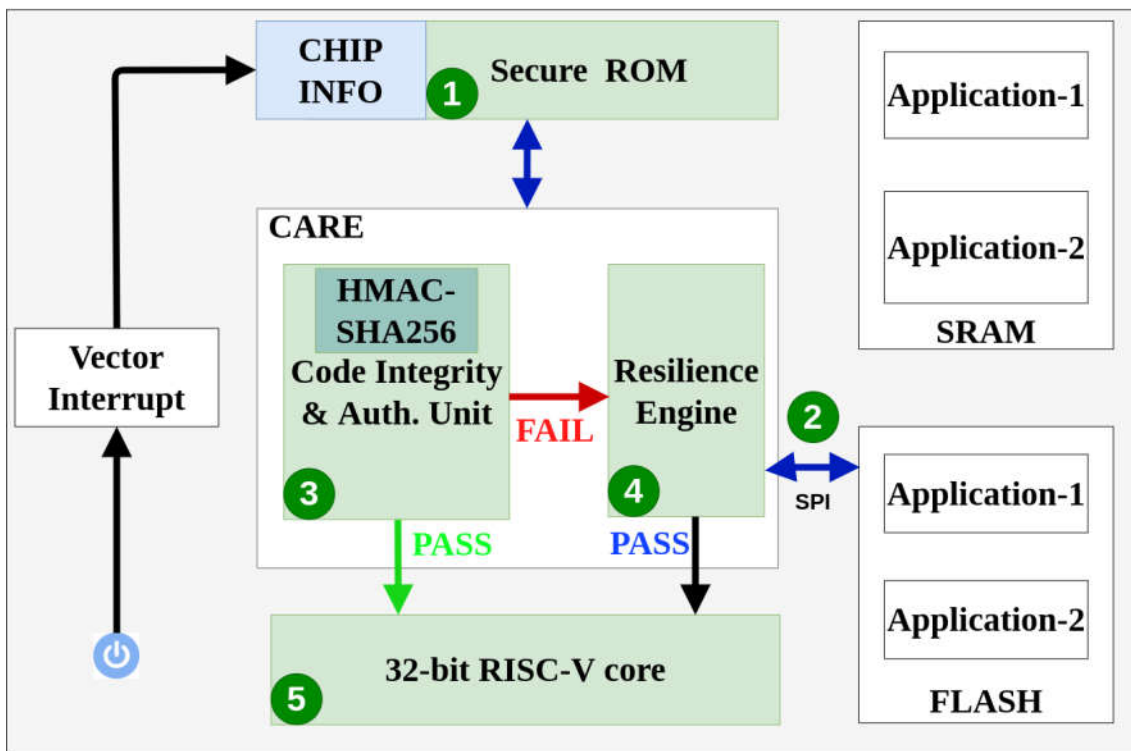 CHIP
INFO
1
Secure ROM
Application-1
Application-2
SRAM
CARE
HMAC-
SHA256
Code Integrity
& Auth. Unit
3
FAIL
Resilience
Engine
4
Vector
Interrupt
2
SPI
Application-1
Application-2
FLASH
PASS
PASS
32-bit RISC-V core
5